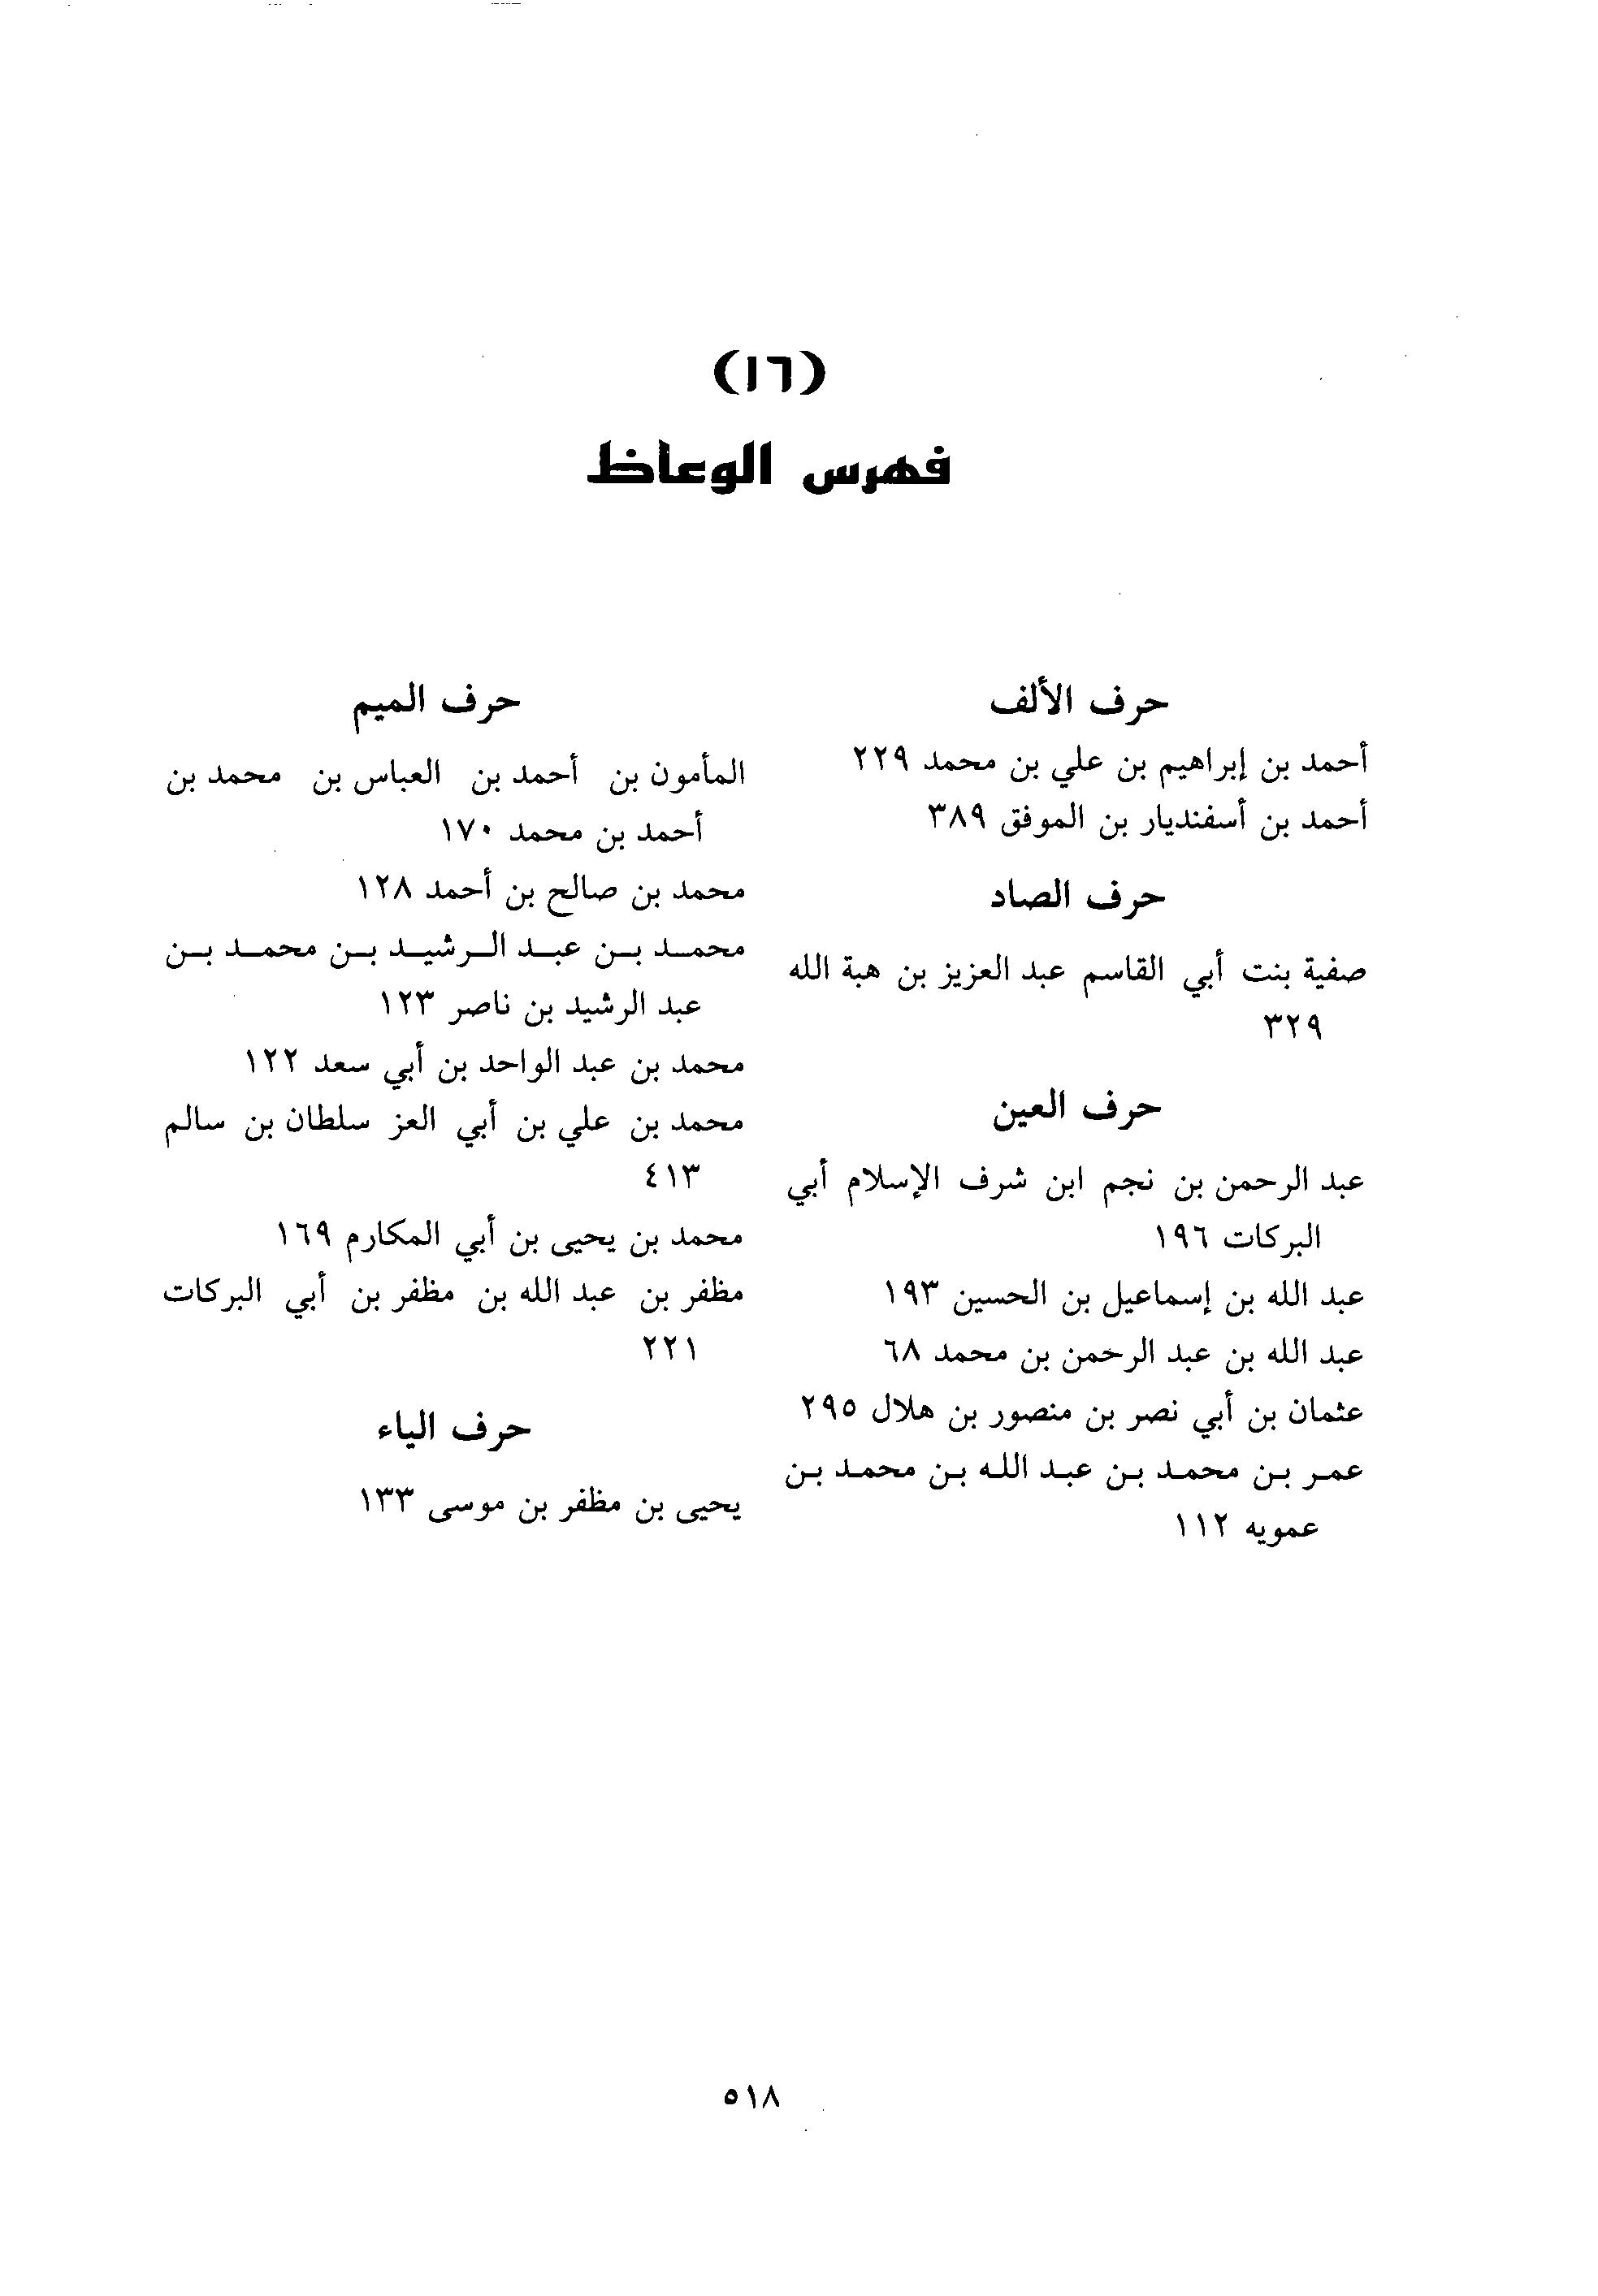 (١٦)
فهرس الوعاظ
حرف الألف
أحمد بن إبراهيم بن علي بن محمد ٢٢٩
أحمد بن أسفنديار بن الموفق ٣٨٩
حرف الصاد
صفية بنت أبي القاسم عبد العزيز بن هبة الله
٣٢٩
حرف العين
عبد الرحمن بن نجم ابن شرف الإسلام أبي
البركات ١٩٦
عبد الله بن إسماعيل بن الحسين ١٩٣
عبد الله بن عبد الرحمن بن محمد ٦٨
عثمان بن أبي نصر بن منصور بن هلال ٢٩٥
عمر بن محمد بن عبد الله بن محمد بن
عمويه ١١٢
حرف الميم
المأمون بن أحمد بن العباس بن محمد بن
أحمد بن محمد ١٧٠
محمد بن صالح بن أحمد ١٢٨
محمد بن عبد الرشيد بن محمد بن
عبد الرشيد بن ناصر ١٢٣
محمد بن عبد الواحد بن أبي سعد ١٢٢
محمد بن علي بن أبي العز سلطان بن سالم
٤١٣
محمد بن يحيى بن أبي المكارم ١٦٩
مظفر بن عبد الله بن مظفر بن أبي البركات
٢٢١
حرف الياء
يحيى بن مظفر بن موسى ١٣٣
٥١٨